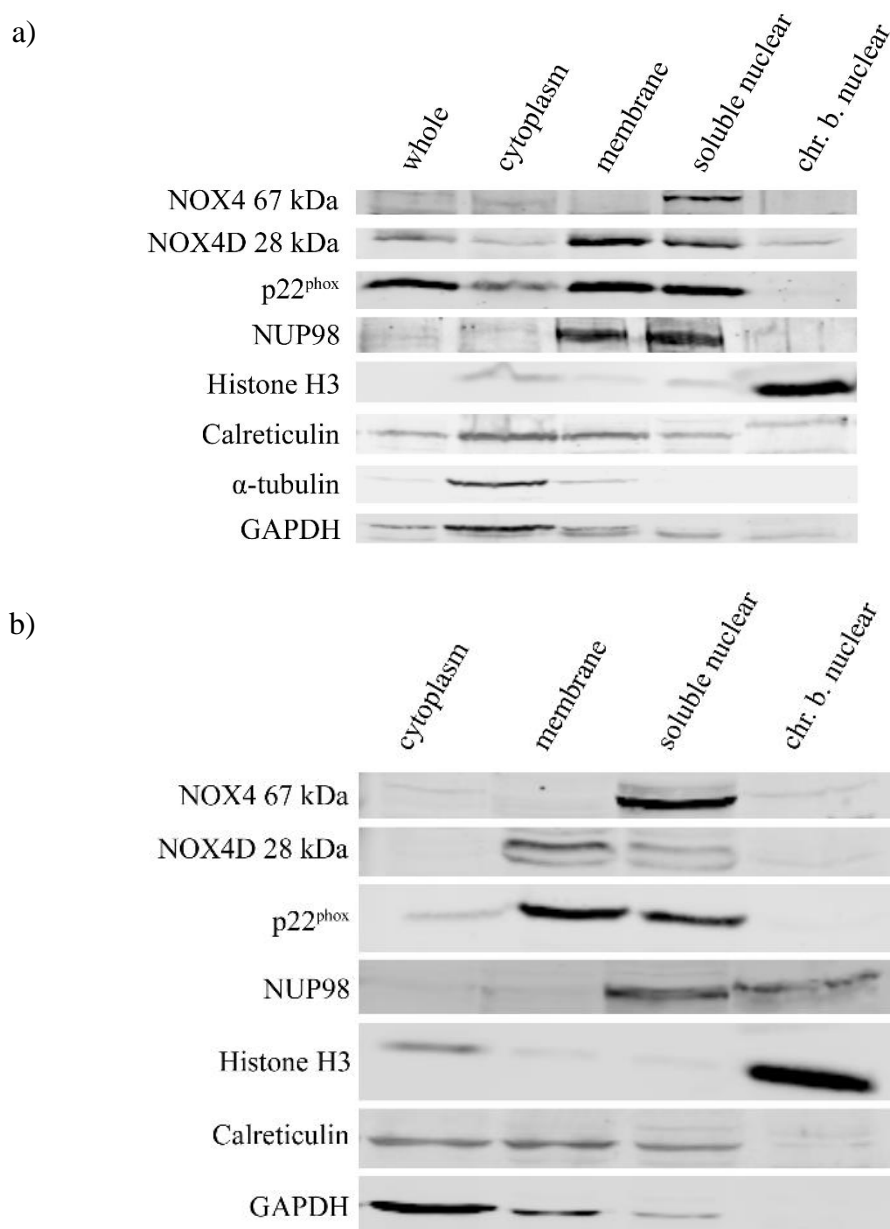 a)
whole
cytoplasm
membrane
soluble nuclear
chr. b. nuclear
NOX4 67 kDa
NOX4D 28 kDa
p22phox
NUP98
Histone H3
Calreticulin
α-tubulin
GAPDH
b)
cytoplasm
membrane
soluble nuclear
chr. b. nuclear
NOX4 67 kDa
NOX4D 28 kDa
p22phox
NUP98
Histone H3
Calreticulin
GAPDH